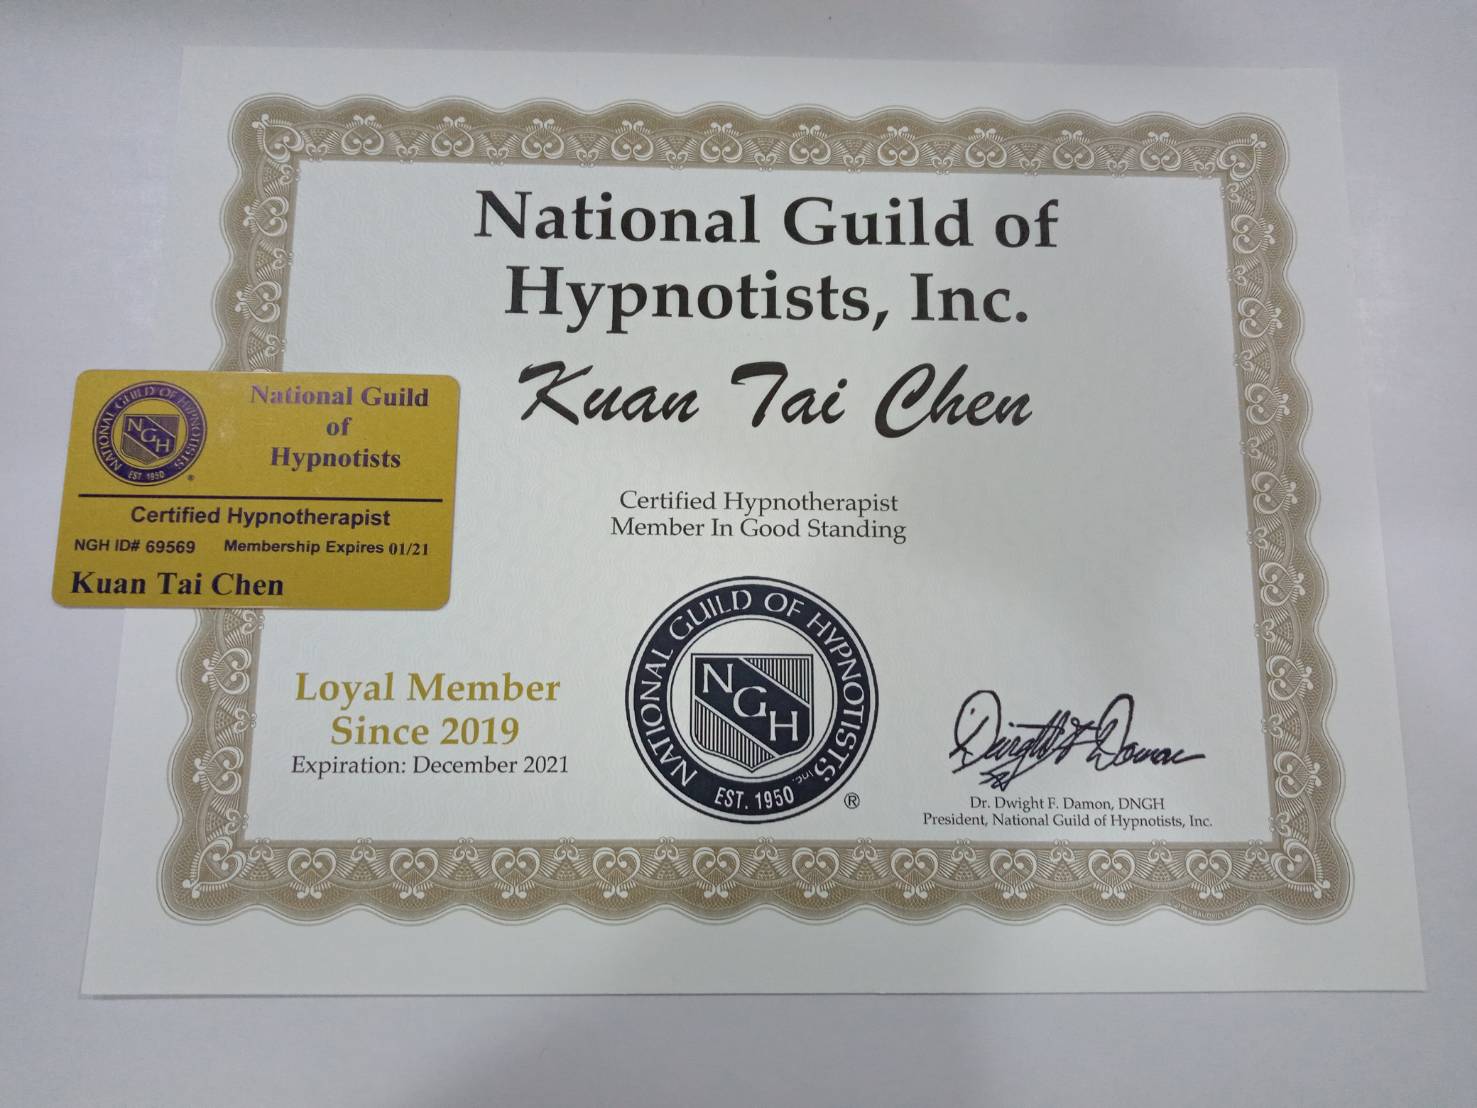 National Guild of
Hypnotists, Inc.
Kuan Tai Chen
Certified Hypnotherapist
Member In Good Standing
NATIONAL GUILD OF HYPNOTISTS
EST. 1950
NGH
®
National Guild
of
Hypnotists
Certified Hypnotherapist
NGH ID# 69569 Membership Expires 01/21
Kuan Tai Chen
Loyal Member
Since 2019
Expiration: December 2021
NATIONAL GUILD OF HYPNOTISTS Inc.
NGH
EST. 1950
®
Dwight F. Damon
Dr. Dwight F. Damon, DNGH
President, National Guild of Hypnotists, Inc.